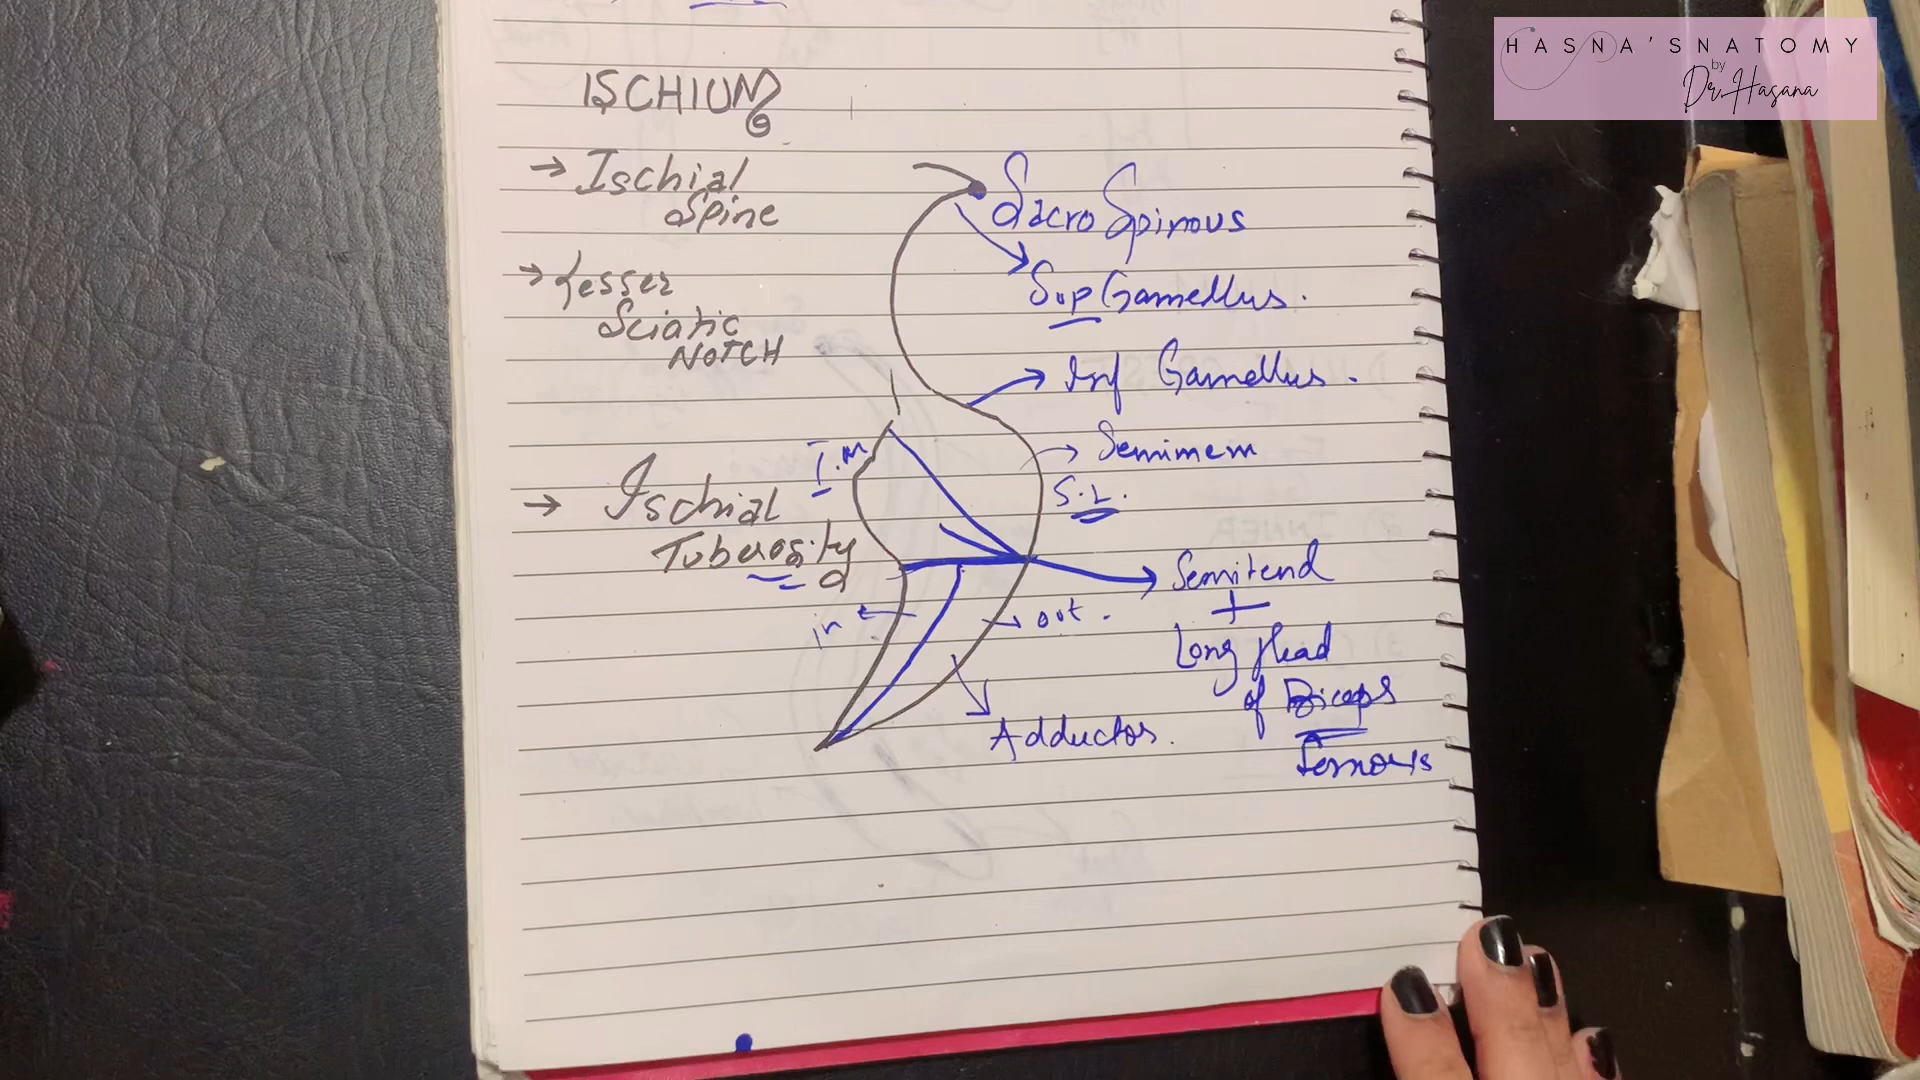 HASNA'SNATOMY
by
Dr.Hasana
ISCHIUM
→ Ischial
Spine
Sacro Spinous
Sup Gamellus.
→ Lesser
Sciatic
NOTCH
Inf Gamellus.
→ Semimem
I.M
S.L.
→ Ischial
Tuberosity
Semitend
+
Long Head
of Biceps
Femoris
in
out.
Adductor.